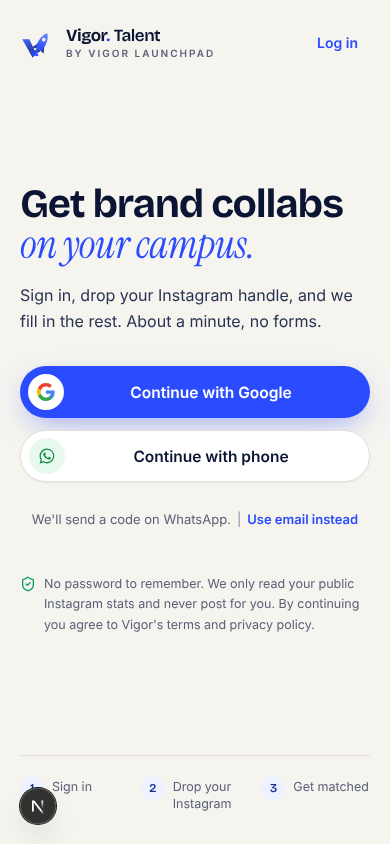 Vigor. Talent
BY VIGOR LAUNCHPAD
Log in
Get brand collabs
on your campus.
Sign in, drop your Instagram handle, and we
fill in the rest. About a minute, no forms.
Continue with Google
Continue with phone
We'll send a code on WhatsApp. | Use email instead
No password to remember. We only read your public
Instagram stats and never post for you. By continuing
you agree to Vigor's terms and privacy policy.
1 Sign in
2 Drop your
Instagram
3 Get matched
N